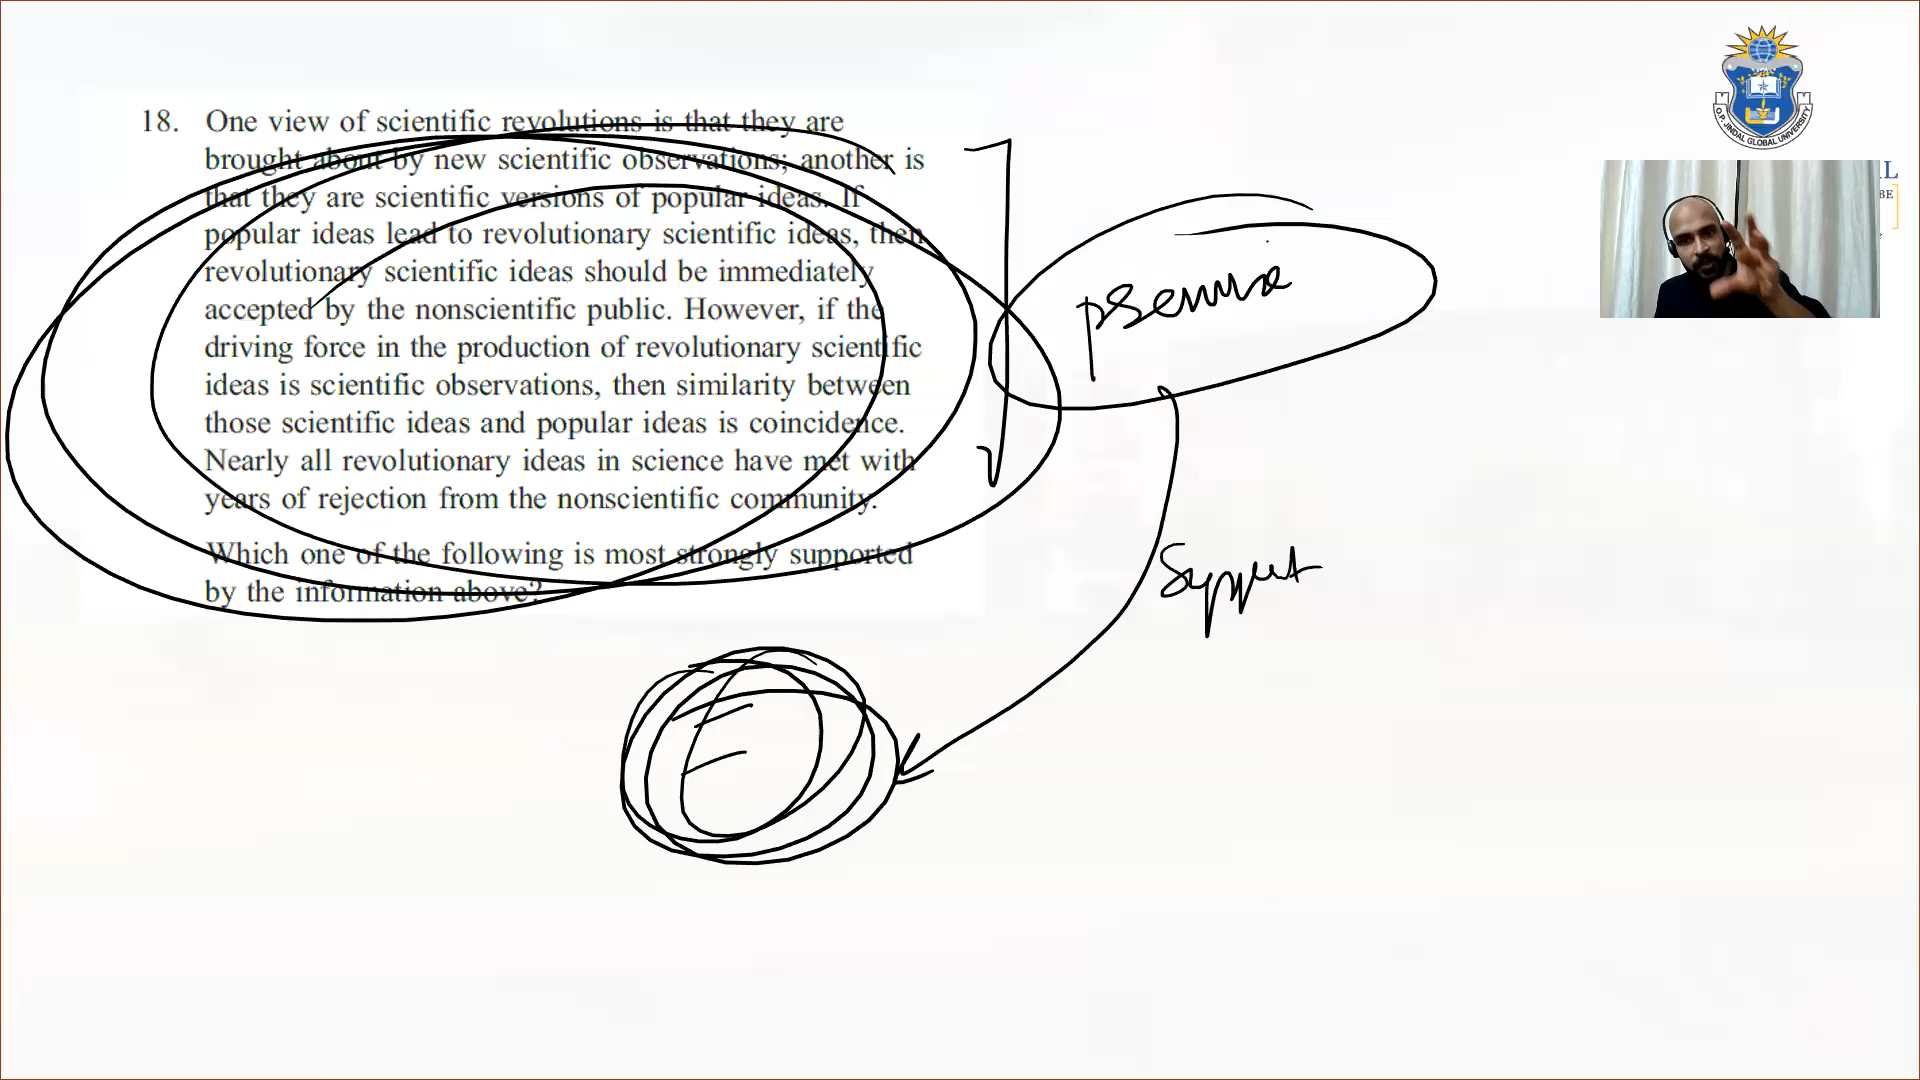 18. One view of scientific revolutions is that they are
brought about by new scientific observations; another is
that they are scientific versions of popular ideas. If
popular ideas lead to revolutionary scientific ideas, then
revolutionary scientific ideas should be immediately
accepted by the nonscientific public. However, if the
driving force in the production of revolutionary scientific
ideas is scientific observations, then similarity between
those scientific ideas and popular ideas is coincidence.
Nearly all revolutionary ideas in science have met with
years of rejection from the nonscientific community.
Which one of the following is most strongly supported
by the information above?
Support
O.P. JINDAL GLOBAL UNIVERSITY
L
BE